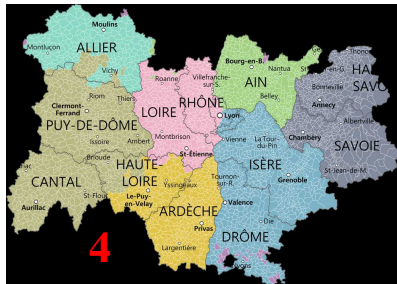 Moulins
Montluçon
ALLIER
Vichy
Roanne
Villefranche-
sur-S.
Bourg-en-B.
Nantua
AIN
Belley
Bonneville
Annecy
Riom
Thiers
Clermont-
Ferrand
LOIRE
RHÔNE
Lyon
PUY-DE-DÔME
Issoire
Ambert
Montbrison
Vienne
La Tour-
du-Pin
Chambéry
Albertville
SAVOIE
St-Étienne
Brioude
HAUTE-
LOIRE
Yssingeaux
Tournon-
sur-R.
ISÈRE
Grenoble
St-Jean-de-M.
CANTAL
St-Flour
Aurillac
Le-Puy-
en-Velay
ARDÈCHE
Valence
Privas
Die
DRÔME
Largentière
4